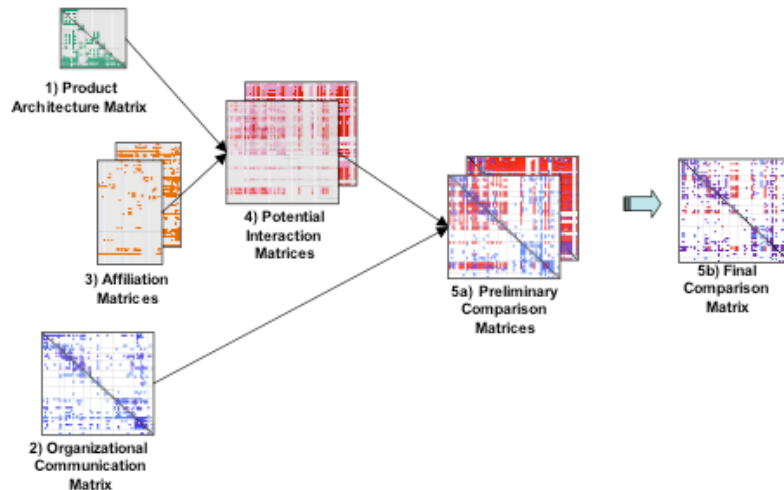 1) Product
Architecture Matrix
3) Affiliation
Matrices
2) Organizational
Communication
Matrix
4) Potential
Interaction
Matrices
5a) Preliminary
Comparison
Matrices
5b) Final
Comparison
Matrix